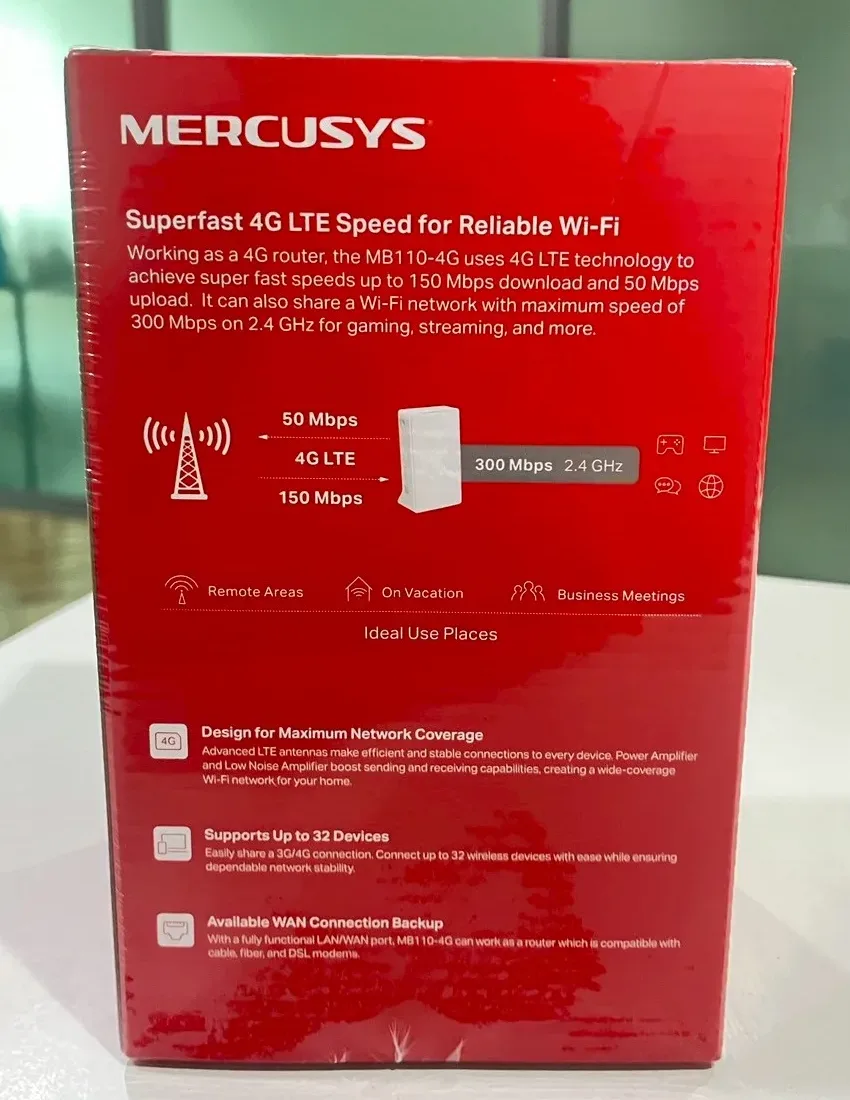 MERCUSYS
Superfast 4G LTE Speed for Reliable Wi-Fi
Working as a 4G router, the MB110-4G uses 4G LTE technology to
achieve super fast speeds up to 150 Mbps download and 50 Mbps
upload. It can also share a Wi-Fi network with maximum speed of
300 Mbps on 2.4 GHz for gaming, streaming, and more.
50 Mbps
4G LTE
150 Mbps
300 Mbps 2.4 GHz
Remote Areas On Vacation Business Meetings
Ideal Use Places
4G
Design for Maximum Network Coverage
Advanced LTE antennas make efficient and stable connections to every device. Power Amplifier
and Low Noise Amplifier boost sending and receiving capabilities, creating a wide-coverage
Wi-Fi network for your home.
Supports Up to 32 Devices
Easily share a 3G/4G connection. Connect up to 32 wireless devices with ease while ensuring
dependable network stability.
Available WAN Connection Backup
With a fully functional LAN/WAN port, MB110-4G can work as a router which is compatible with
cable, fiber, and DSL modems.